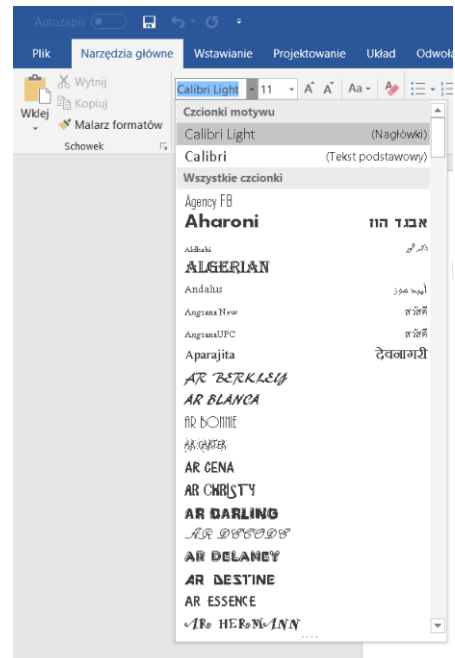 Autozapis
Plik Narzędzia główne Wstawianie Projektowanie Układ Odwoła
Wklej
Wytnij
Kopiuj
Malarz formatów
Schowek
Calibri Light 11 A A Aa
Czcionki motywu
Calibri Light (Nagłówki)
Calibri (Tekst podstawowy)
Wszystkie czcionki
Agency FB
Aharoni אבגד הוז
Aldhabi
ALGERIAN
Andalus
Angsana New สวัสดี
AngsanaUPC สวัสดี
Aparajita देवनागरी
AR BERKLEY
AR BLANCA
AR BONNIE
AR CARTER
AR CENA
AR CHRISTY
AR DARLING
AR DECODE
AR DELANEY
AR DESTINE
AR ESSENCE
AR HERMANN